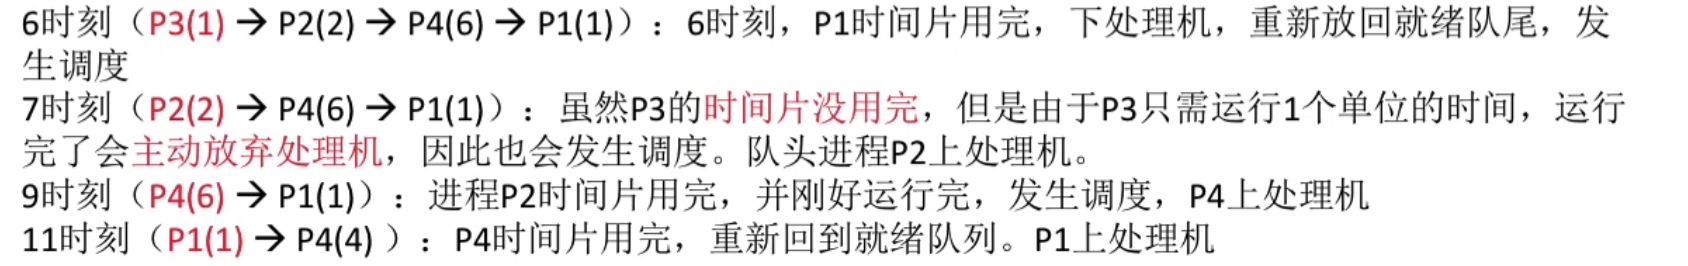 6时刻（P3(1) → P2(2) → P4(6) → P1(1)）：6时刻，P1时间片用完，下处理机，重新放回就绪队尾，发
生调度
7时刻（P2(2) → P4(6) → P1(1)）：虽然P3的时间片没用完，但是由于P3只需运行1个单位的时间，运行
完了会主动放弃处理机，因此也会发生调度。队头进程P2上处理机。
9时刻（P4(6) → P1(1)）：进程P2时间片用完，并刚好运行完，发生调度，P4上处理机
11时刻（P1(1) → P4(4) ）：P4时间片用完，重新回到就绪队列。P1上处理机